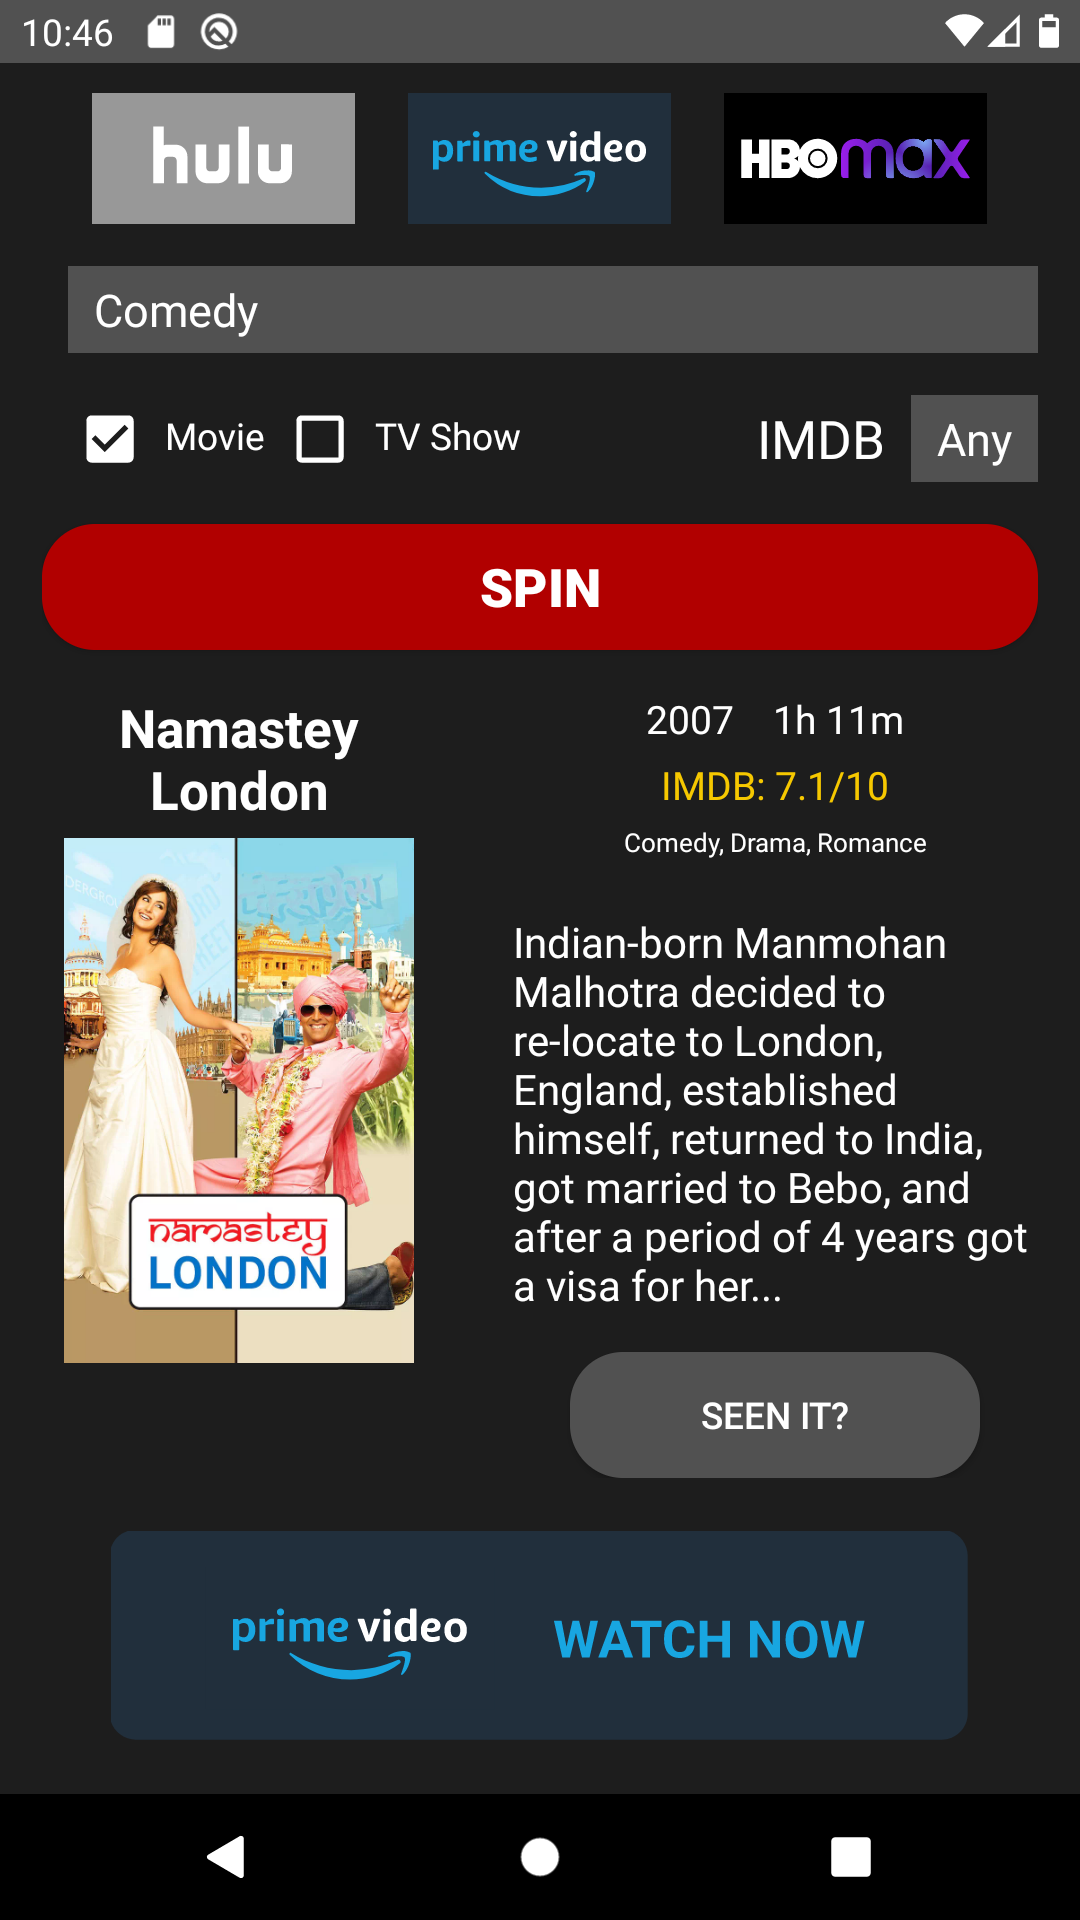 10:46
hulu
prime video
HBOmax
Comedy
Movie
TV Show
IMDB
Any
SPIN
Namastey
London
2007 1h 11m
IMDB: 7.1/10
Comedy, Drama, Romance
namastey
LONDON
Indian-born Manmohan
Malhotra decided to
re-locate to London,
England, established
himself, returned to India,
got married to Bebo, and
after a period of 4 years got
a visa for her...
SEEN IT?
prime video
WATCH NOW